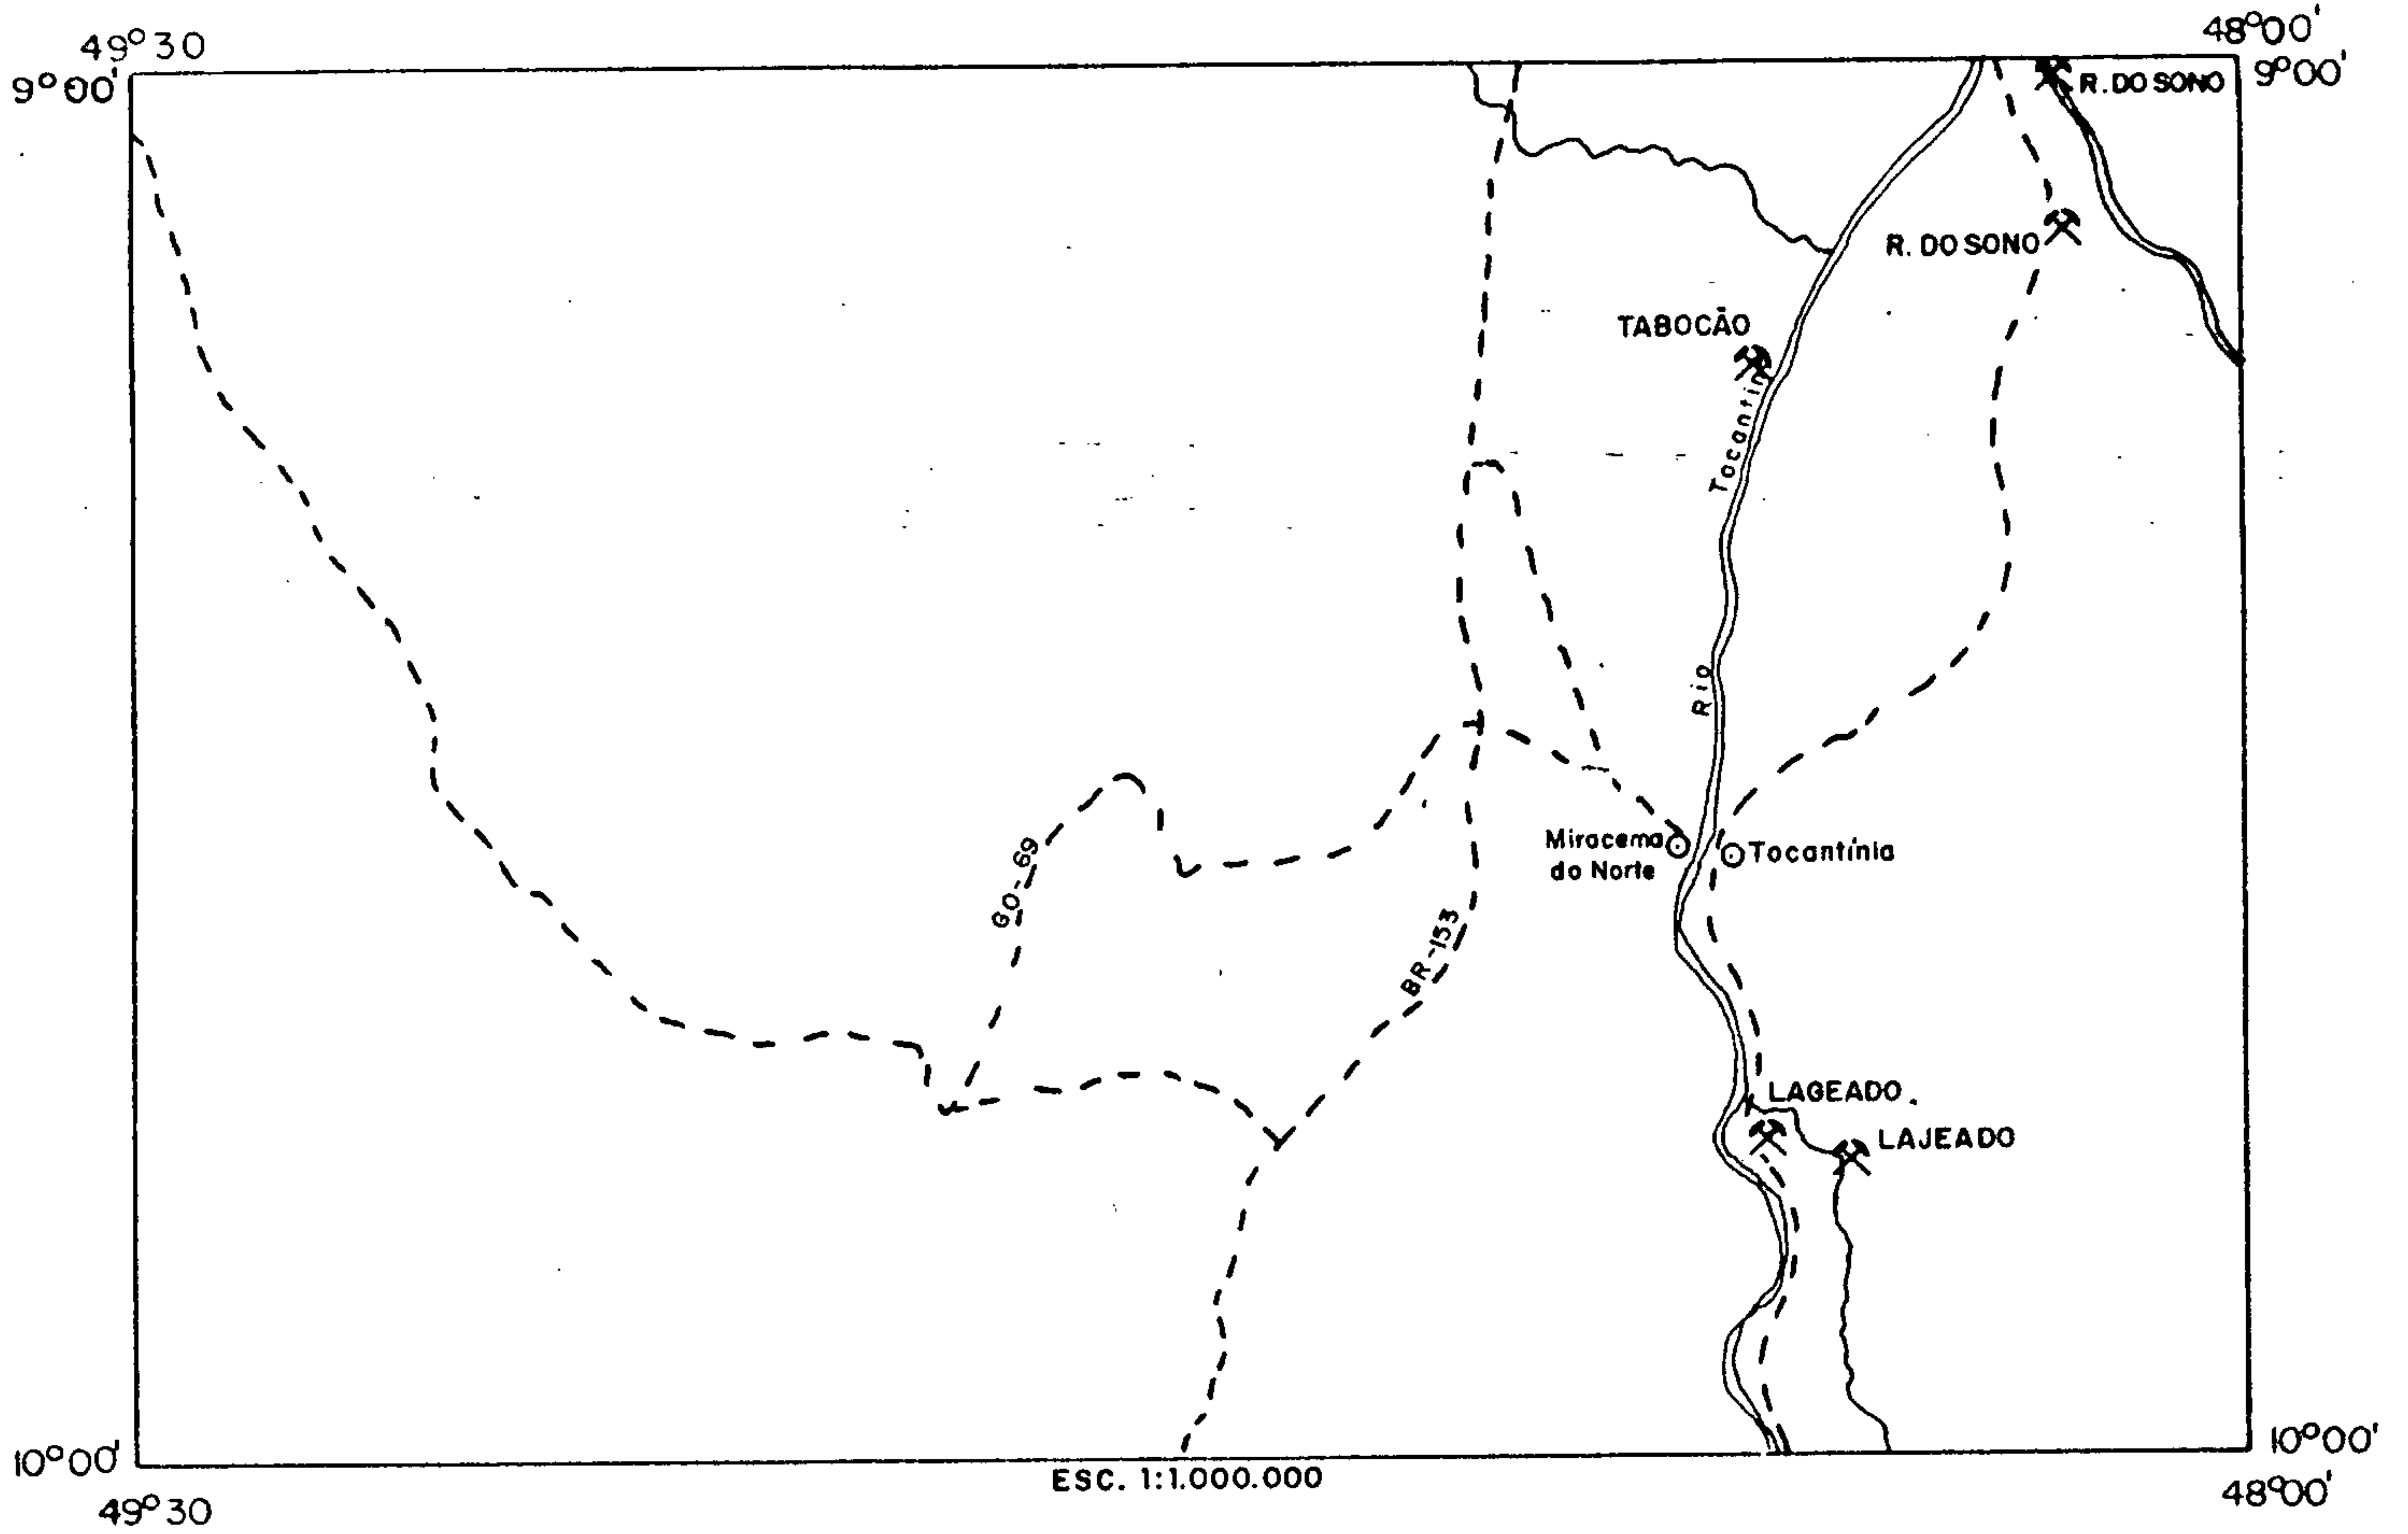 49°30
48°00'
9°00'
9°00'
R. DO SONO
R. DO SONO
TABOCÃO
Rio Tocantin
Miracema
do Norte
Tocantínia
GO-69
BR-153
LAGEADO
LAJEADO
10°00'
10°00'
ESC. 1:1.000.000
49°30
48°00'